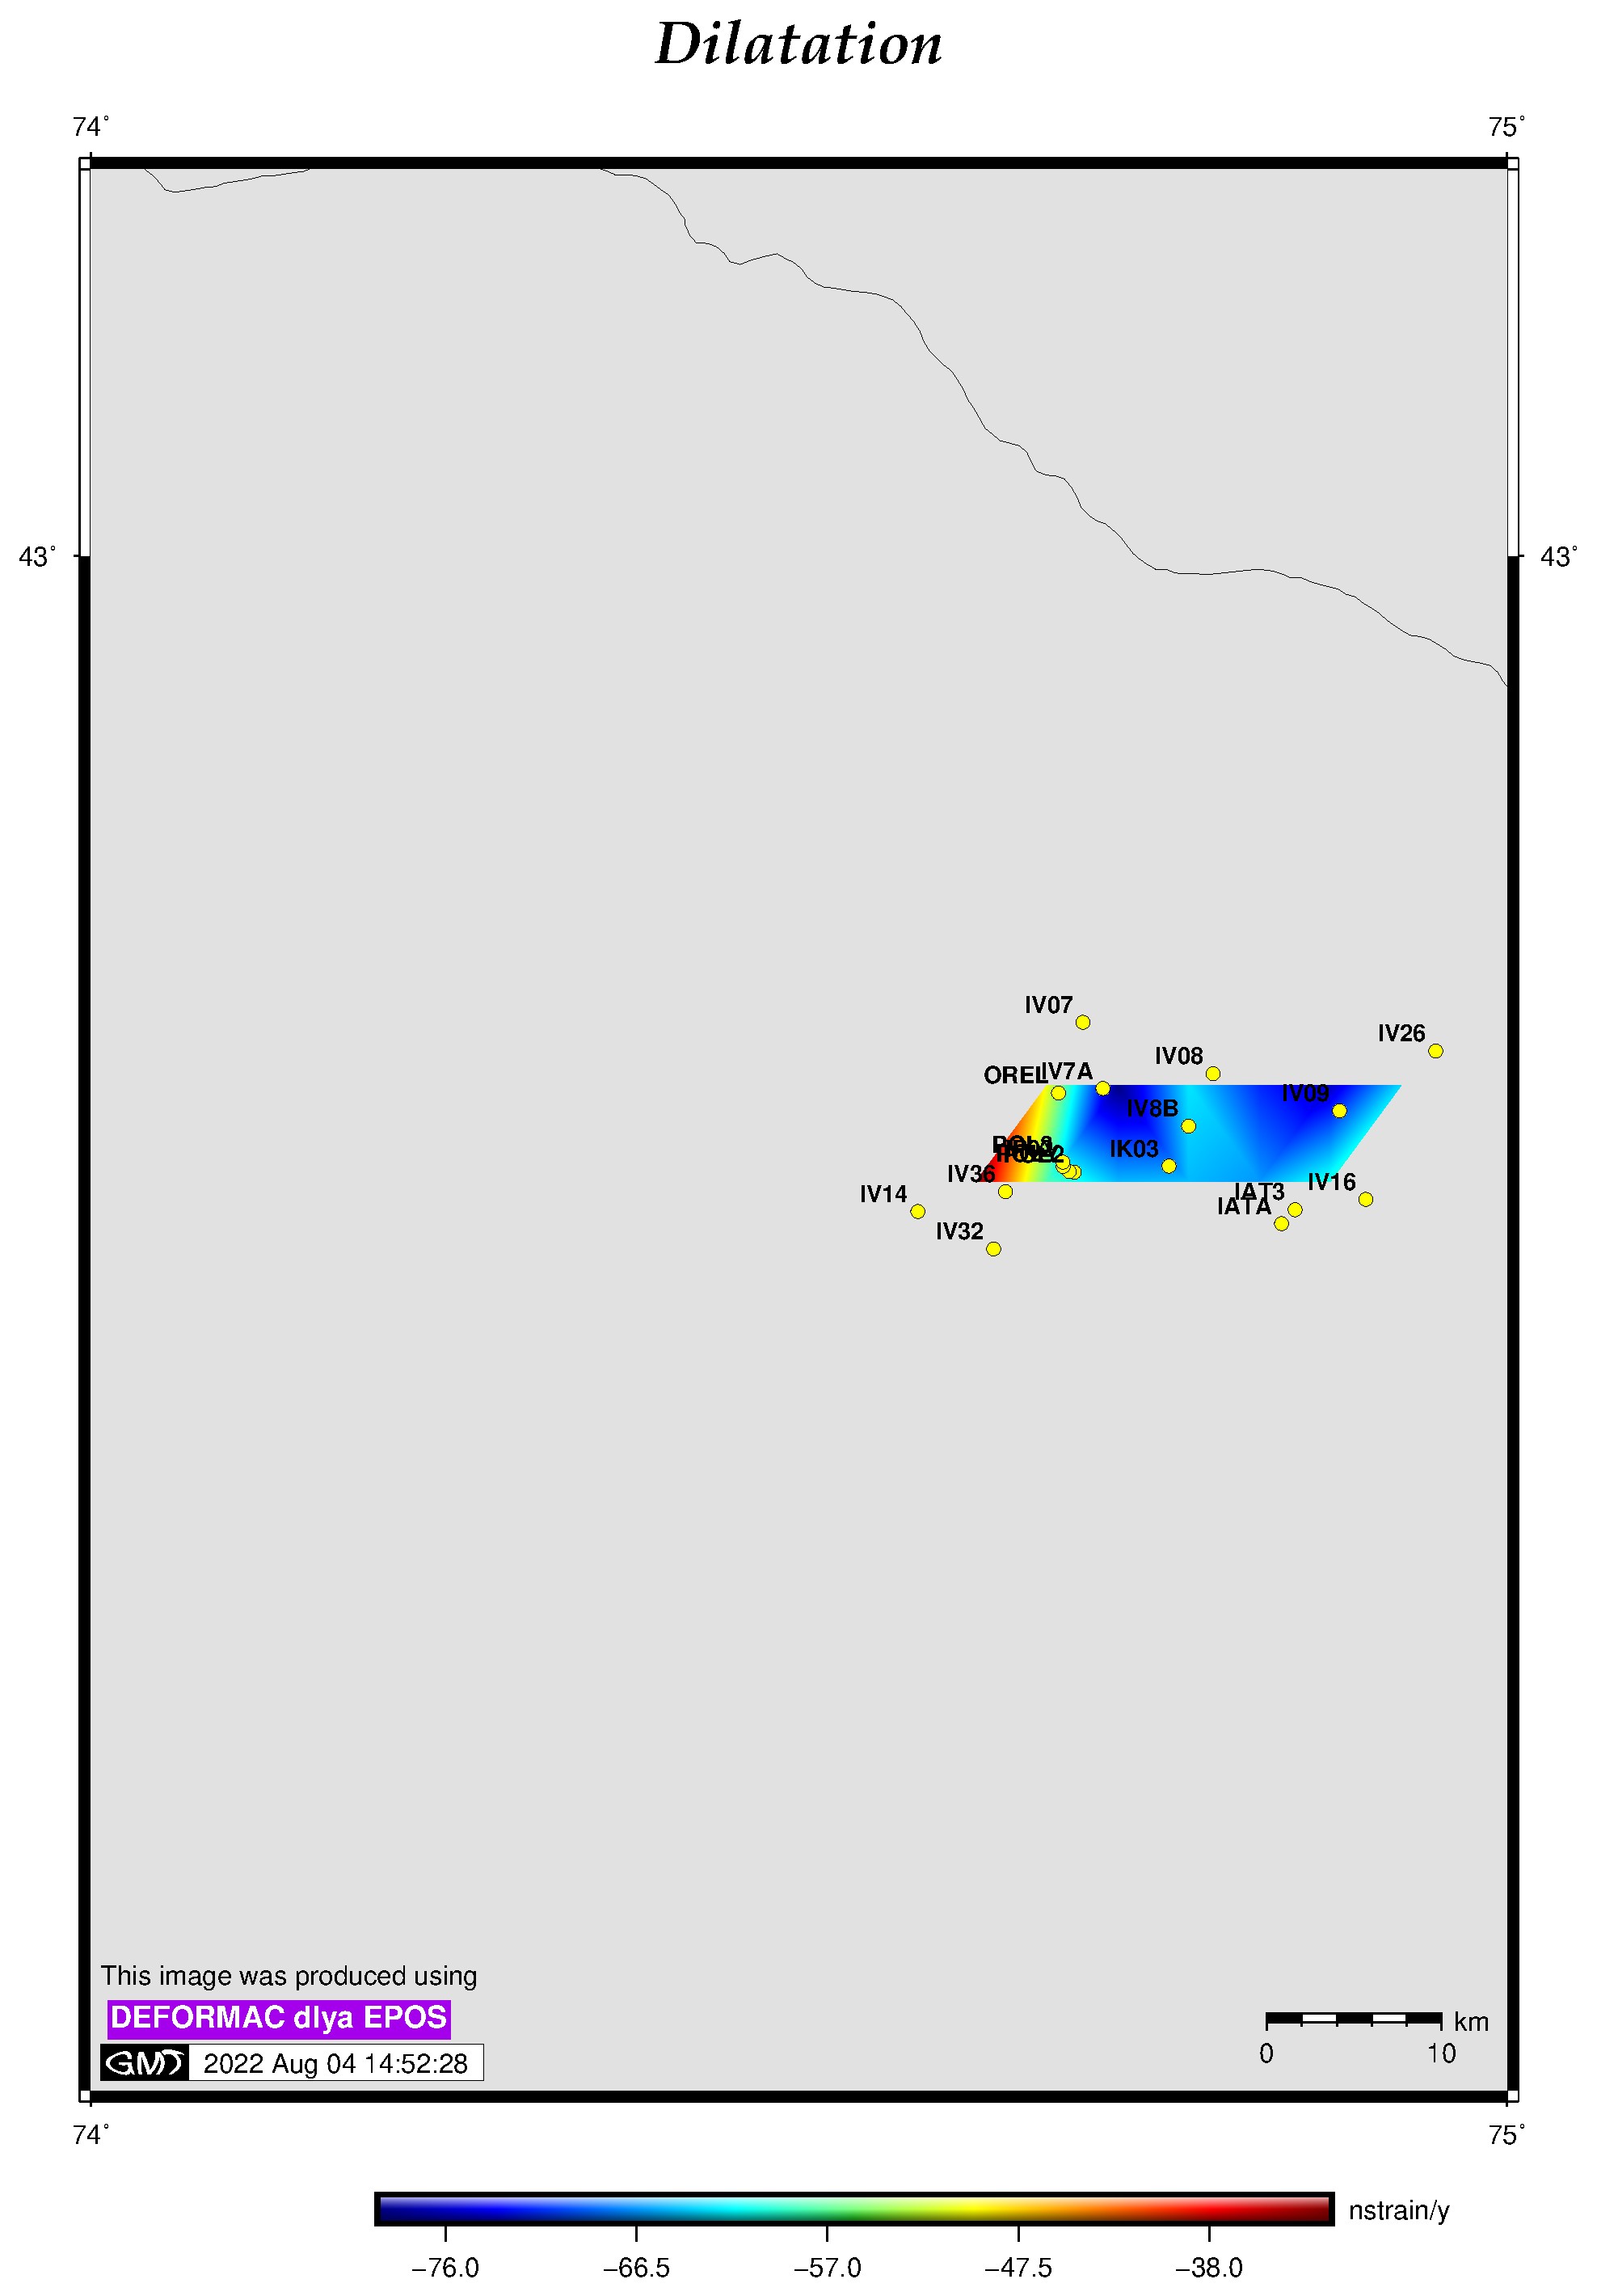 Dilatation
74°
75°
43°
43°
IV07
IV26
IV08
OREL
IV7A
IV09
IV8B
POL3
IK03
IV36
IV16
IAT3
IV14
IATA
IV32
This image was produced using
DEFORMAC dlya EPOS
GMT 2022 Aug 04 14:52:28
km
0 10
74°
75°
nstrain/y
−76.0 −66.5 −57.0 −47.5 −38.0